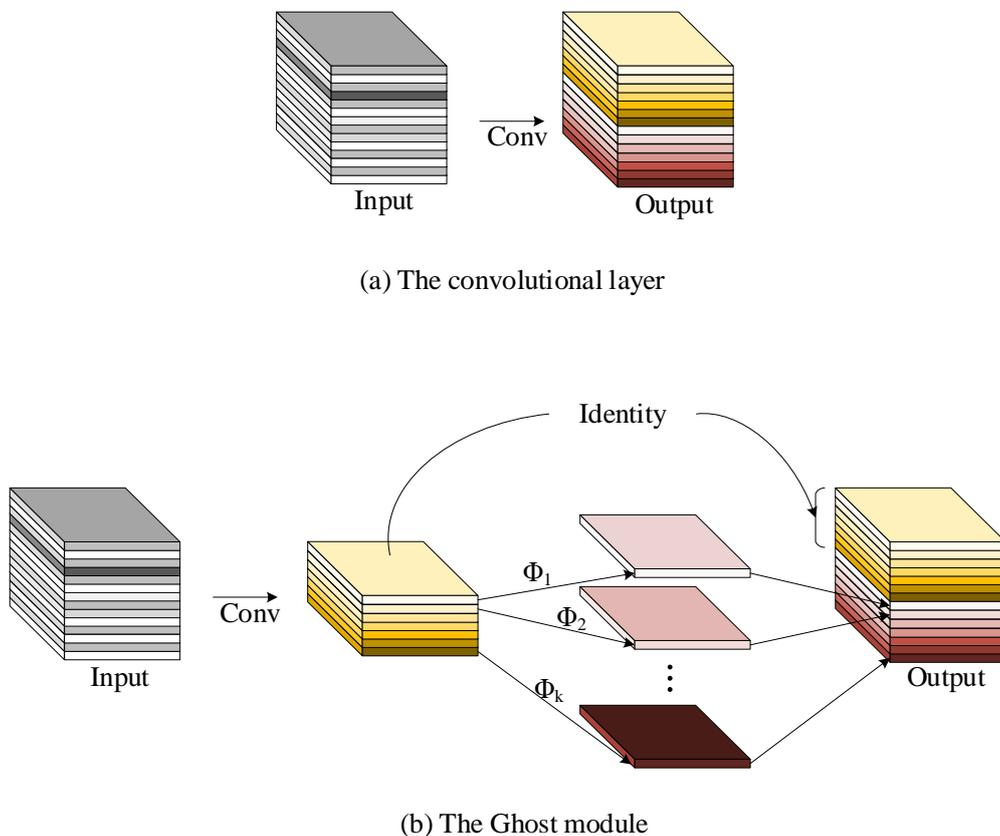 Conv
Input
Output
(a) The convolutional layer
Identity
Φ1
Conv
Φ2
Φk
Input
Output
(b) The Ghost module